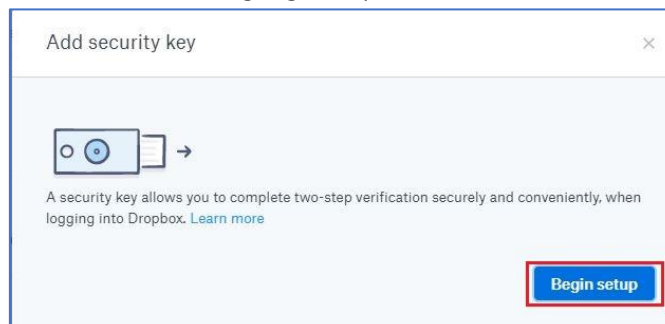 Add security key
A security key allows you to complete two-step verification securely and conveniently, when
logging into Dropbox. Learn more
Begin setup